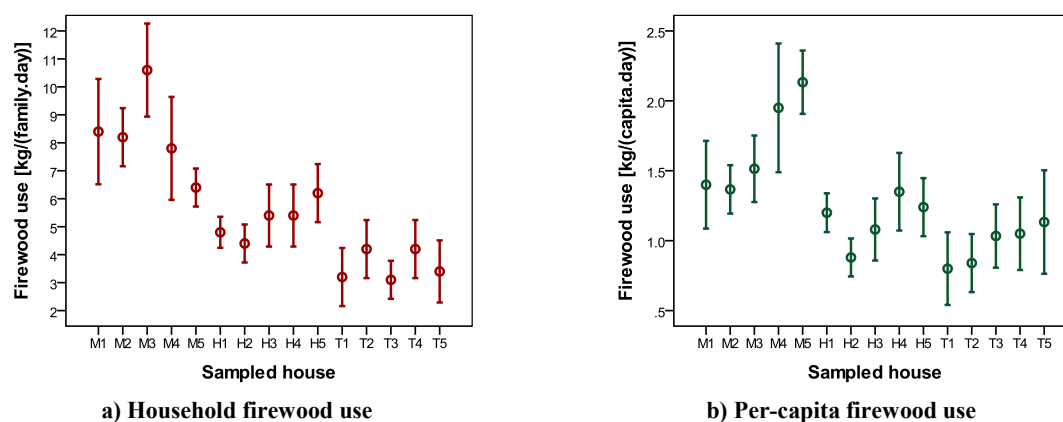 Firewood use [kg/(family.day)]
12
11
10
9
8
7
6
5
4
3
2
M1 M2 M3 M4 M5 H1 H2 H3 H4 H5 T1 T2 T3 T4 T5
Sampled house
a) Household firewood use
Firewood use [kg/(capita.day)]
2.5
2.0
1.5
1.0
.5
M1 M2 M3 M4 M5 H1 H2 H3 H4 H5 T1 T2 T3 T4 T5
Sampled house
b) Per-capita firewood use